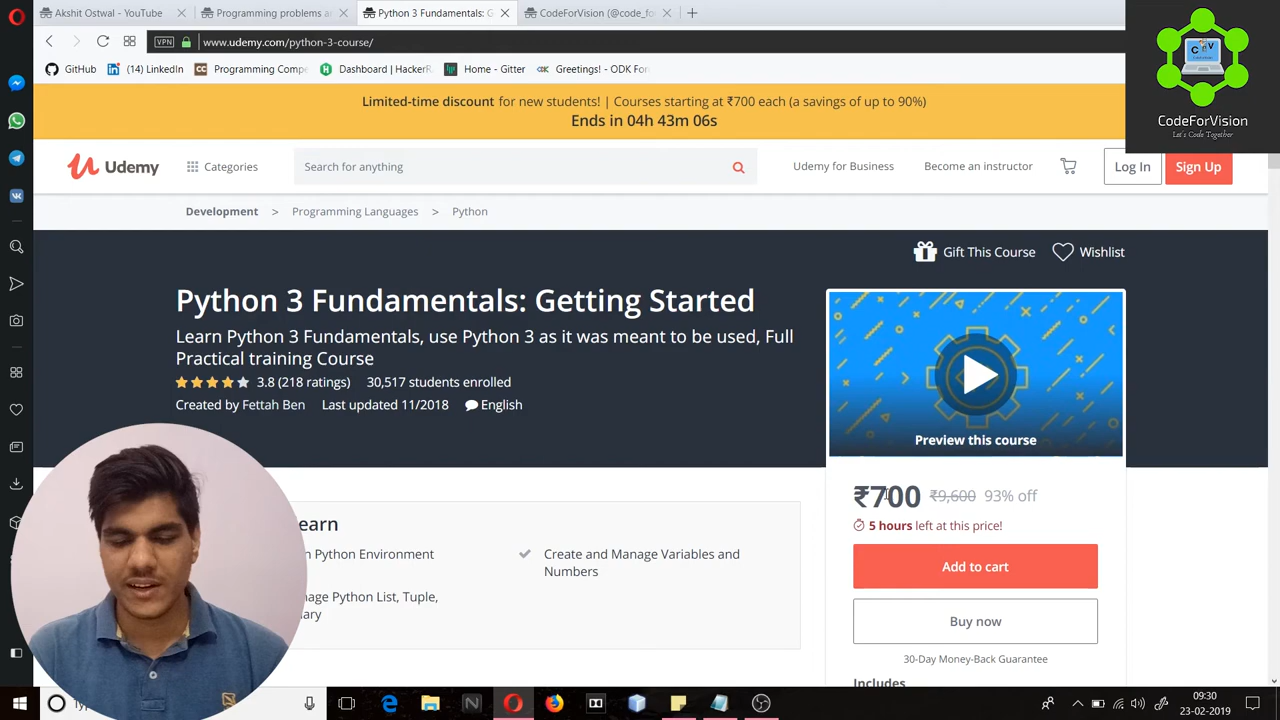 Akshit Ostwal - YouTube
Programming problems a
Python 3 Fundamentals: G
CodeForVision (@code_for
VPN
www.udemy.com/python-3-course/
GitHub
(14) LinkedIn
Programming Compe
Dashboard | HackerR
Home - Gitter
Greetings! - ODK For
CodeForVision
Let's Code Together
Limited-time discount for new students! | Courses starting at ₹700 each (a savings of up to 90%)
Ends in 04h 43m 06s
Udemy
Categories
Search for anything
Udemy for Business
Become an instructor
Log In
Sign Up
Development > Programming Languages > Python
Gift This Course
Wishlist
Python 3 Fundamentals: Getting Started
Learn Python 3 Fundamentals, use Python 3 as it was meant to be used, Full
Practical training Course
3.8 (218 ratings) 30,517 students enrolled
Created by Fettah Ben Last updated 11/2018 English
Preview this course
₹700 ₹9,600 93% off
5 hours left at this price!
Add to cart
Buy now
30-Day Money-Back Guarantee
Includes
earn
n Python Environment
Create and Manage Variables and
Numbers
nage Python List, Tuple,
ary
09:30
23-02-2019